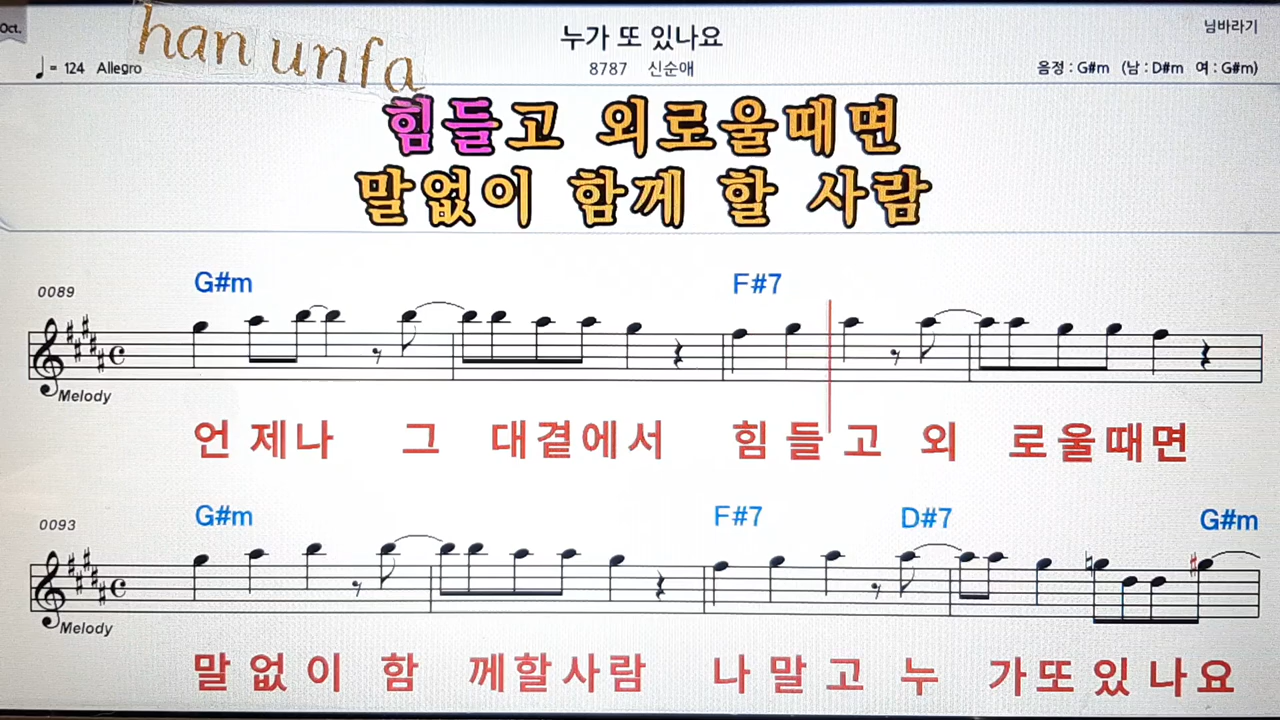 Oct.
han unfa
누가 또 있나요
님바라기
♩= 124 Allegro
8787 신순애
음정 : G#m (남 : D#m 여 : G#m)
힘들고 외로울때면
말없이 함께 할 사람
G#m F#7
0089
Melody
언제나 그 대곁에서 힘들고 외 로울때면
G#m F#7 D#7 G#m
0093
Melody
말없이 함 께할사람 나말고 누 가또있나요